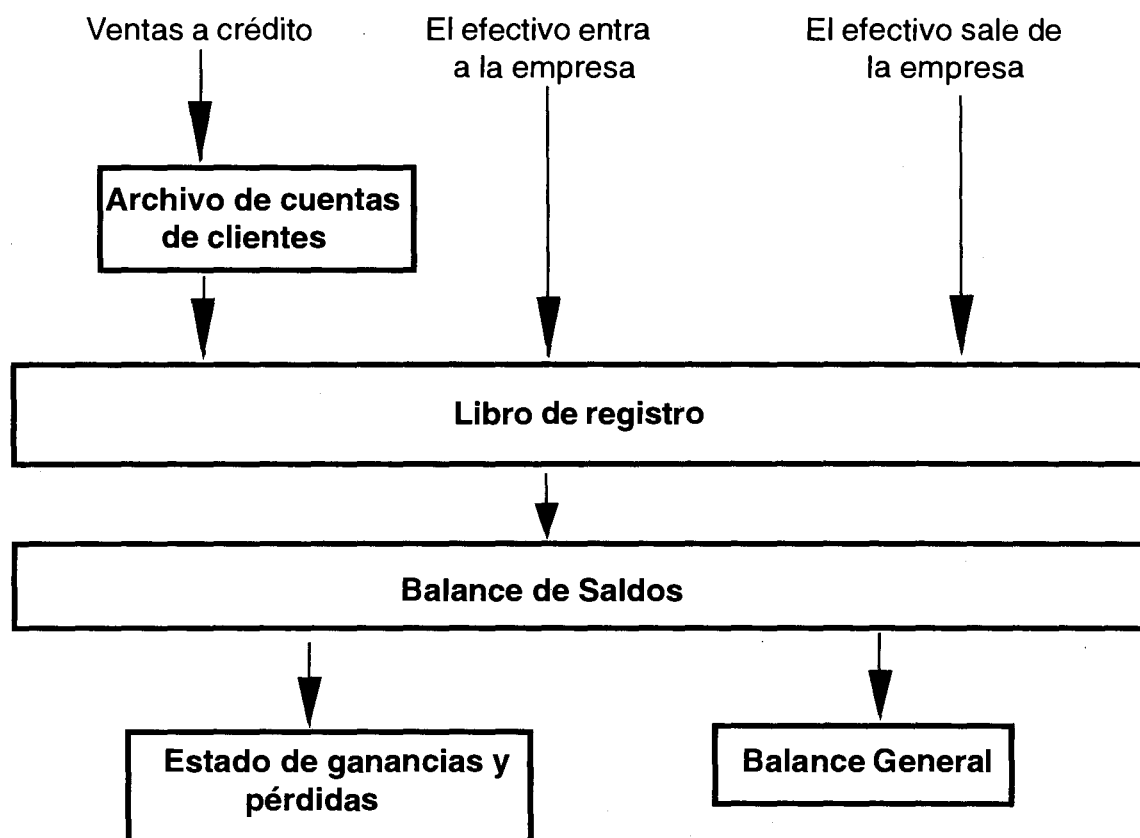 Ventas a crédito
El efectivo entra
a la empresa
El efectivo sale de
la empresa
Archivo de cuentas
de clientes
Libro de registro
Balance de Saldos
Estado de ganancias y
pérdidas
Balance General